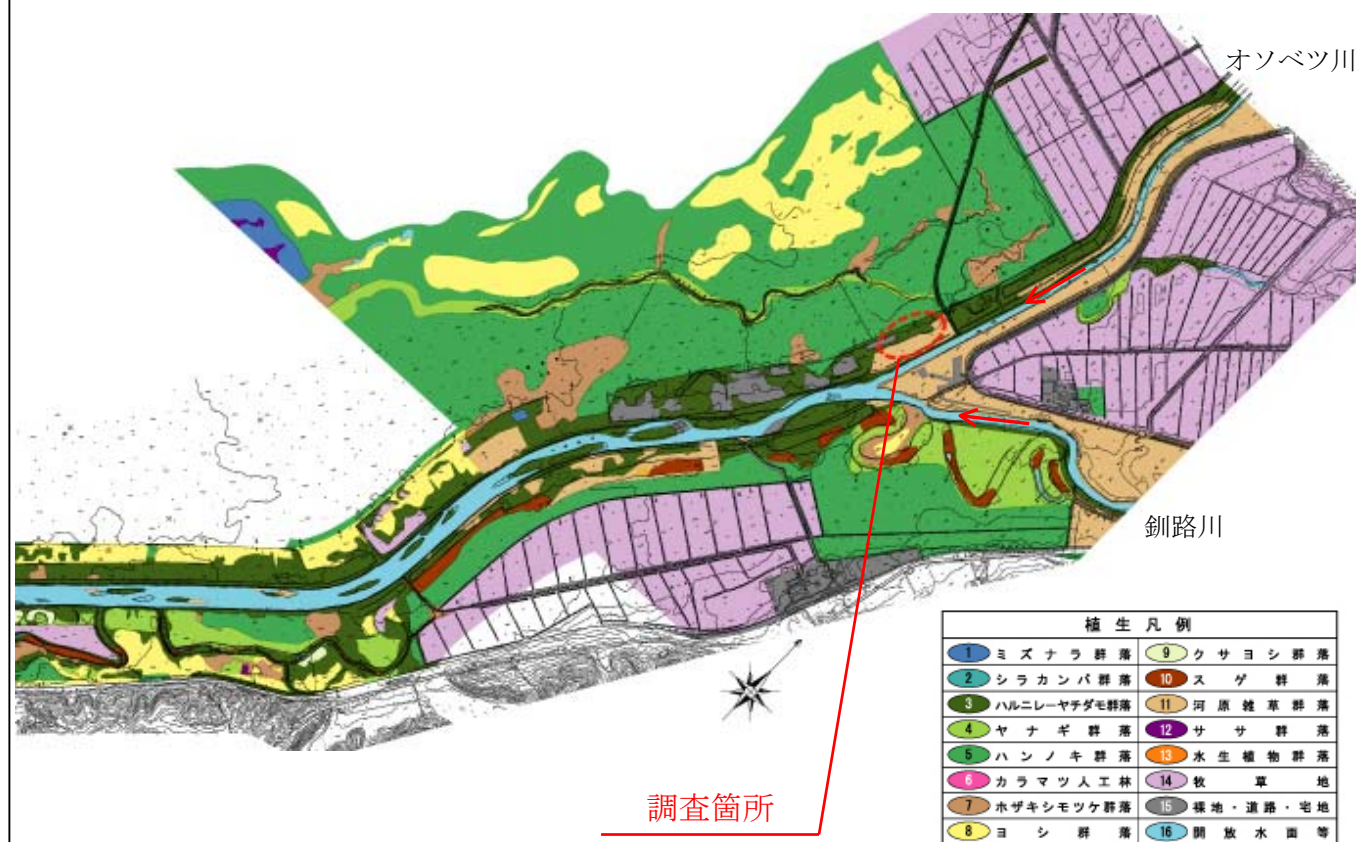 オソベツ川
釧路川
調査箇所
植生凡例
1 ミズナラ群落 9 クサヨシ群落
2 シラカンバ群落 10 スゲ群落
3 ハルニレーヤチダモ群落 11 河原雑草群落
4 ヤナギ群落 12 ササ群落
5 ハンノキ群落 13 水生植物群落
6 カラマツ人工林 14 牧草地
7 ホザキシモツケ群落 15 裸地・道路・宅地
8 ヨシ群落 16 開放水面等